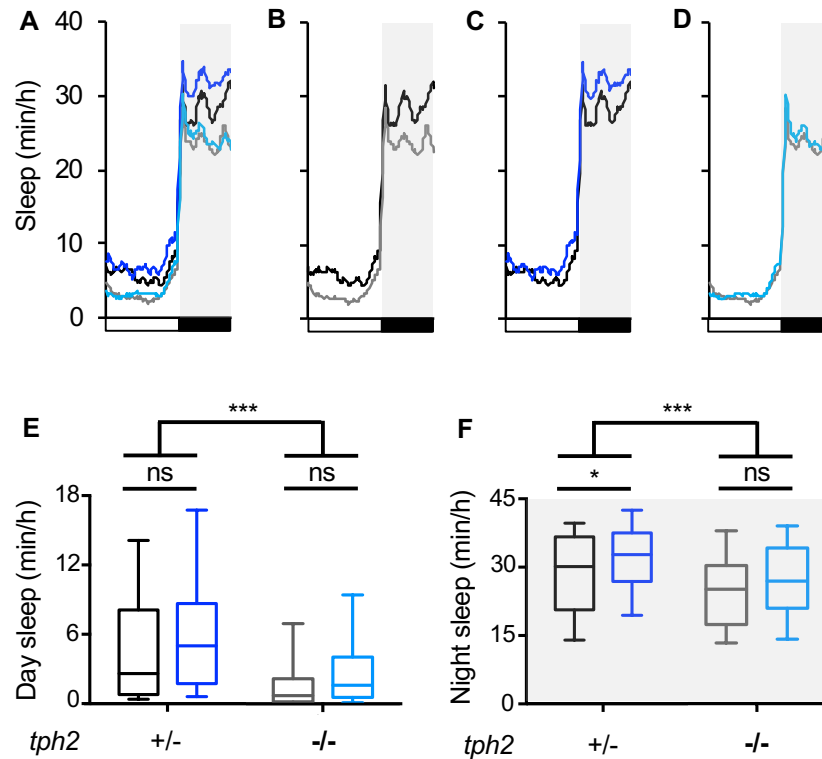 A B C D
40
30
20
10
0
Sleep (min/h)
E
***
ns ns
18
12
6
0
Day sleep (min/h)
tph2 +/- -/-
F
***
* ns
45
30
15
0
Night sleep (min/h)
tph2 +/- -/-